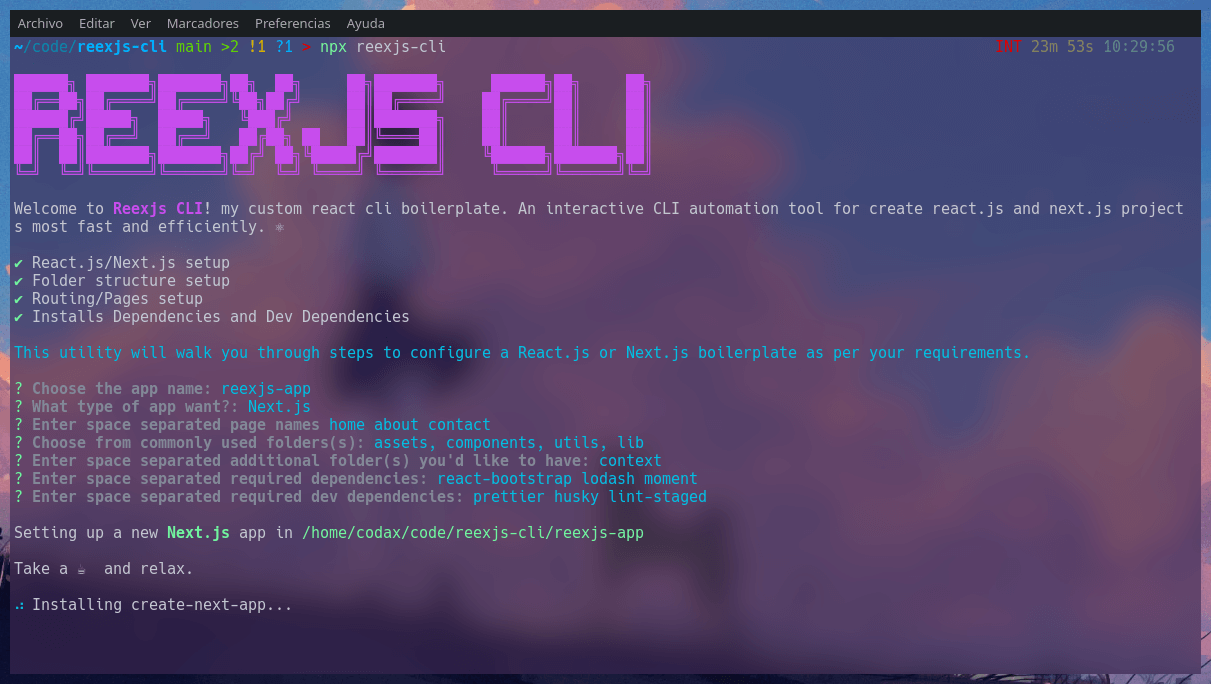 Archivo Editar Ver Marcadores Preferencias Ayuda
~/code/reexjs-cli main >2 !1 ?1 > npx reexjs-cli INT 23m 53s 10:29:56
REEX.JS CLI
Welcome to Reexjs CLI! my custom react cli boilerplate. An interactive CLI automation tool for create react.js and next.js project
s most fast and efficiently. ⚛
✔ React.js/Next.js setup
✔ Folder structure setup
✔ Routing/Pages setup
✔ Installs Dependencies and Dev Dependencies
This utility will walk you through steps to configure a React.js or Next.js boilerplate as per your requirements.
? Choose the app name: reexjs-app
? What type of app want?: Next.js
? Enter space separated page names home about contact
? Choose from commonly used folders(s): assets, components, utils, lib
? Enter space separated additional folder(s) you'd like to have: context
? Enter space separated required dependencies: react-bootstrap lodash moment
? Enter space separated required dev dependencies: prettier husky lint-staged
Setting up a new Next.js app in /home/codax/code/reexjs-cli/reexjs-app
Take a ☕ and relax.
⠴ Installing create-next-app...